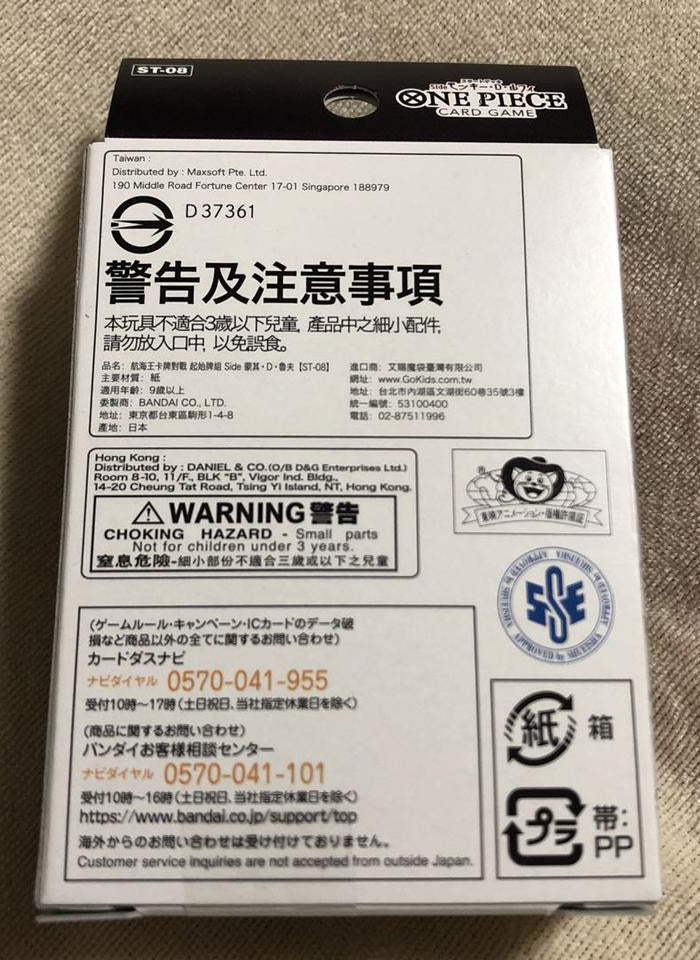 ST-08
スタートデッキ
Side モンキー・D・ルフィ
ONE PIECE
CARD GAME
Taiwan :
Distributed by : Maxsoft Pte. Ltd.
190 Middle Road Fortune Center 17-01 Singapore 188979
D37361
警告及注意事項
本玩具不適合3歲以下兒童, 產品中之細小配件,
請勿放入口中, 以免誤食。
品名: 航海王卡牌對戰 起始牌組 Side 蒙其・D・魯夫【ST-08】
主要材質: 紙
適用年齡: 9歲以上
委製商: BANDAI CO., LTD.
地址: 東京都台東區駒形1-4-8
產地: 日本
進口商: 艾賜魔袋臺灣有限公司
網址: www.GoKids.com.tw
地址: 台北市內湖區文湖街60巷35號3樓
統一編號: 53100400
電話: 02-87511996
Hong Kong :
Distributed by : DANIEL & CO.(O/B D&G Enterprises Ltd.)
Room 8-10, 11/F., BLK "B", Vigor Ind. Bldg.,
14-20 Cheung Tat Road, Tsing Yi Island, NT, Hong Kong.
WARNING 警告
CHOKING HAZARD - Small parts
Not for children under 3 years.
窒息危險-細小部份不適合三歲或以下之兒童
東映アニメーション・版権許諾証
SSE
APPROVED by SHUEISHA
(ゲームルール・キャンペーン・ICカードのデータ破
損など商品以外の全てに関するお問い合わせ)
カードダスナビ
ナビダイヤル 0570-041-955
受付10時〜17時(土日祝日、当社指定休業日を除く)
(商品に関するお問い合わせ)
バンダイお客様相談センター
ナビダイヤル 0570-041-101
受付10時〜16時(土日祝日、当社指定休業日を除く)
https://www.bandai.co.jp/support/top
海外からのお問い合わせは受け付けておりません。
Customer service inquiries are not accepted from outside Japan.
紙 箱
プラ 帯:
PP